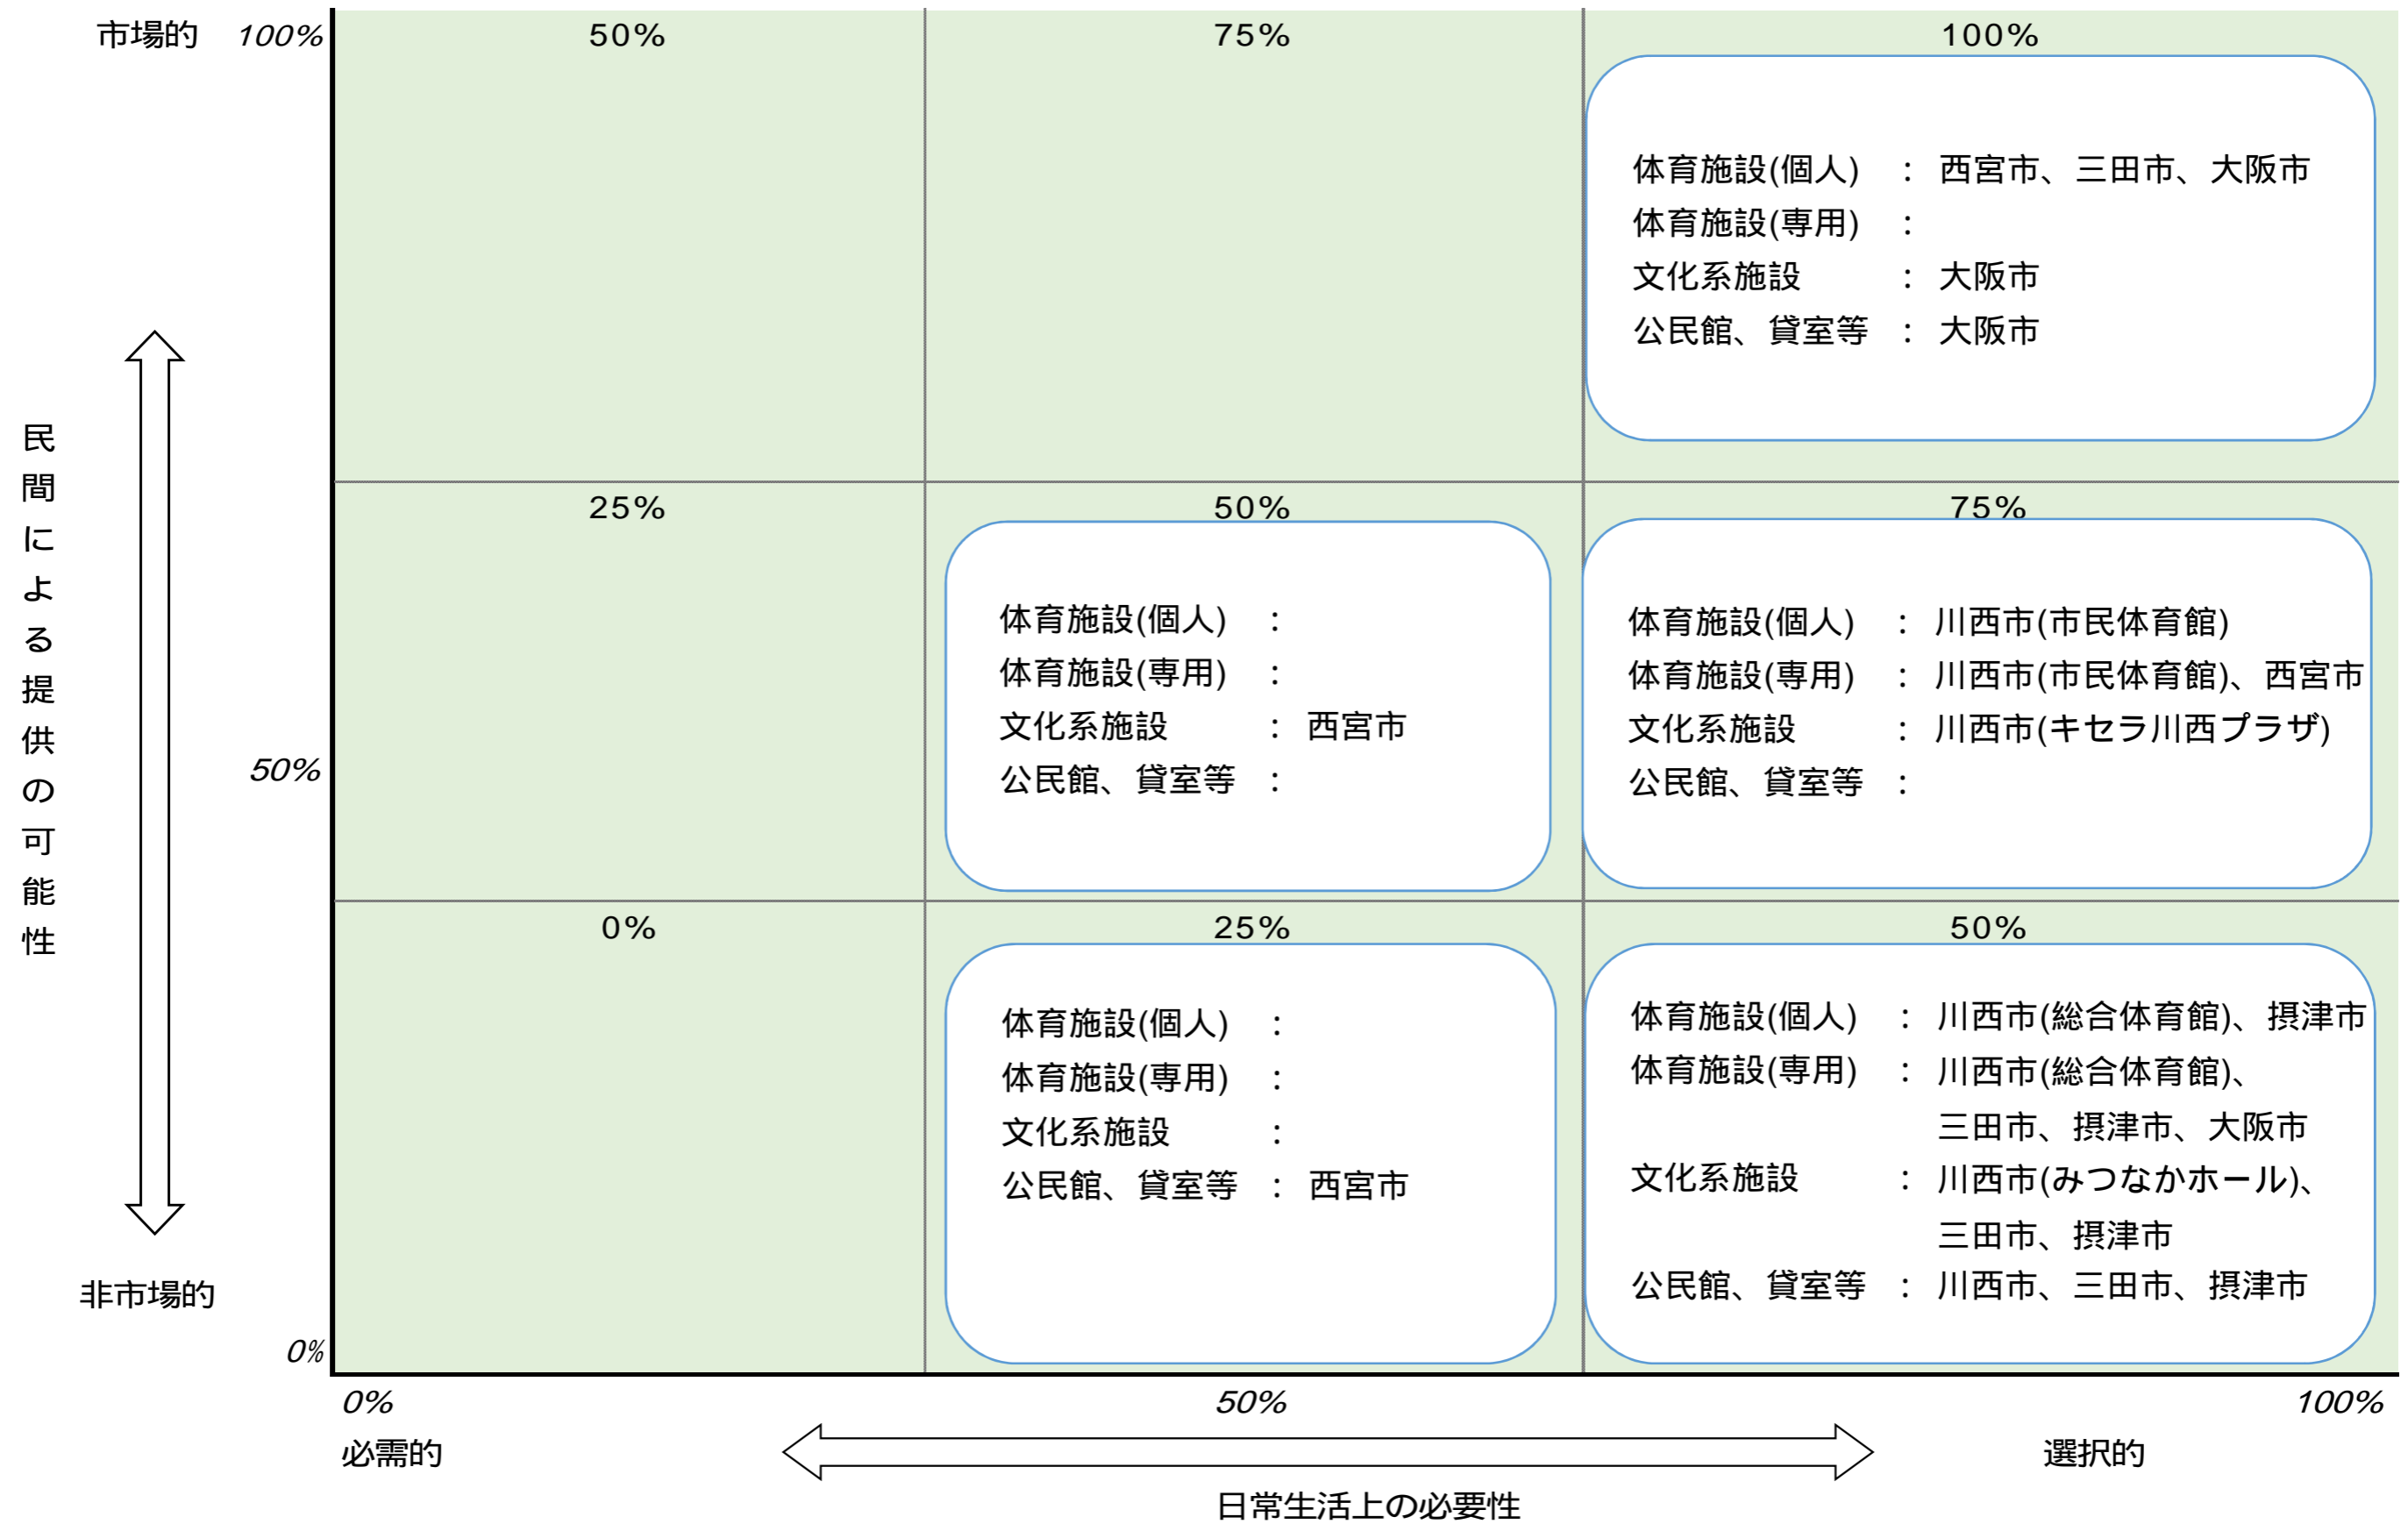 市場的 100% 50% 75% 100%
体育施設(個人) : 西宮市、三田市、大阪市
体育施設(専用) :
文化系施設 : 大阪市
公民館、貸室等 : 大阪市
民間による提供の可能性
25% 50% 75%
体育施設(個人) :
体育施設(専用) :
文化系施設 : 西宮市
公民館、貸室等 :
体育施設(個人) : 川西市(市民体育館)
体育施設(専用) : 川西市(市民体育館)、西宮市
文化系施設 : 川西市(キセラ川西プラザ)
公民館、貸室等 :
50%
0% 25% 50%
体育施設(個人) :
体育施設(専用) :
文化系施設 :
公民館、貸室等 : 西宮市
体育施設(個人) : 川西市(総合体育館)、摂津市
体育施設(専用) : 川西市(総合体育館)、
三田市、摂津市、大阪市
文化系施設 : 川西市(みつなかホール)、
三田市、摂津市
公民館、貸室等 : 川西市、三田市、摂津市
非市場的
0%
0% 50% 100%
必需的 選択的
日常生活上の必要性